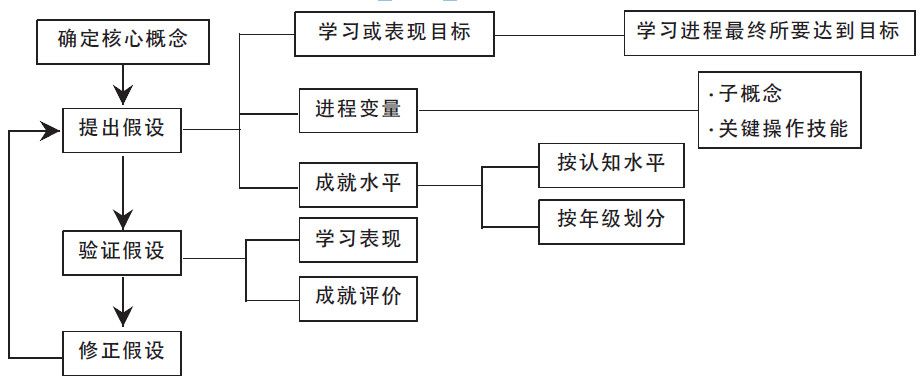 确定核心概念
学习或表现目标
学习进程最终所要达到目标
提出假设
进程变量
·子概念
·关键操作技能
成就水平
按认知水平
按年级划分
验证假设
学习表现
成就评价
修正假设